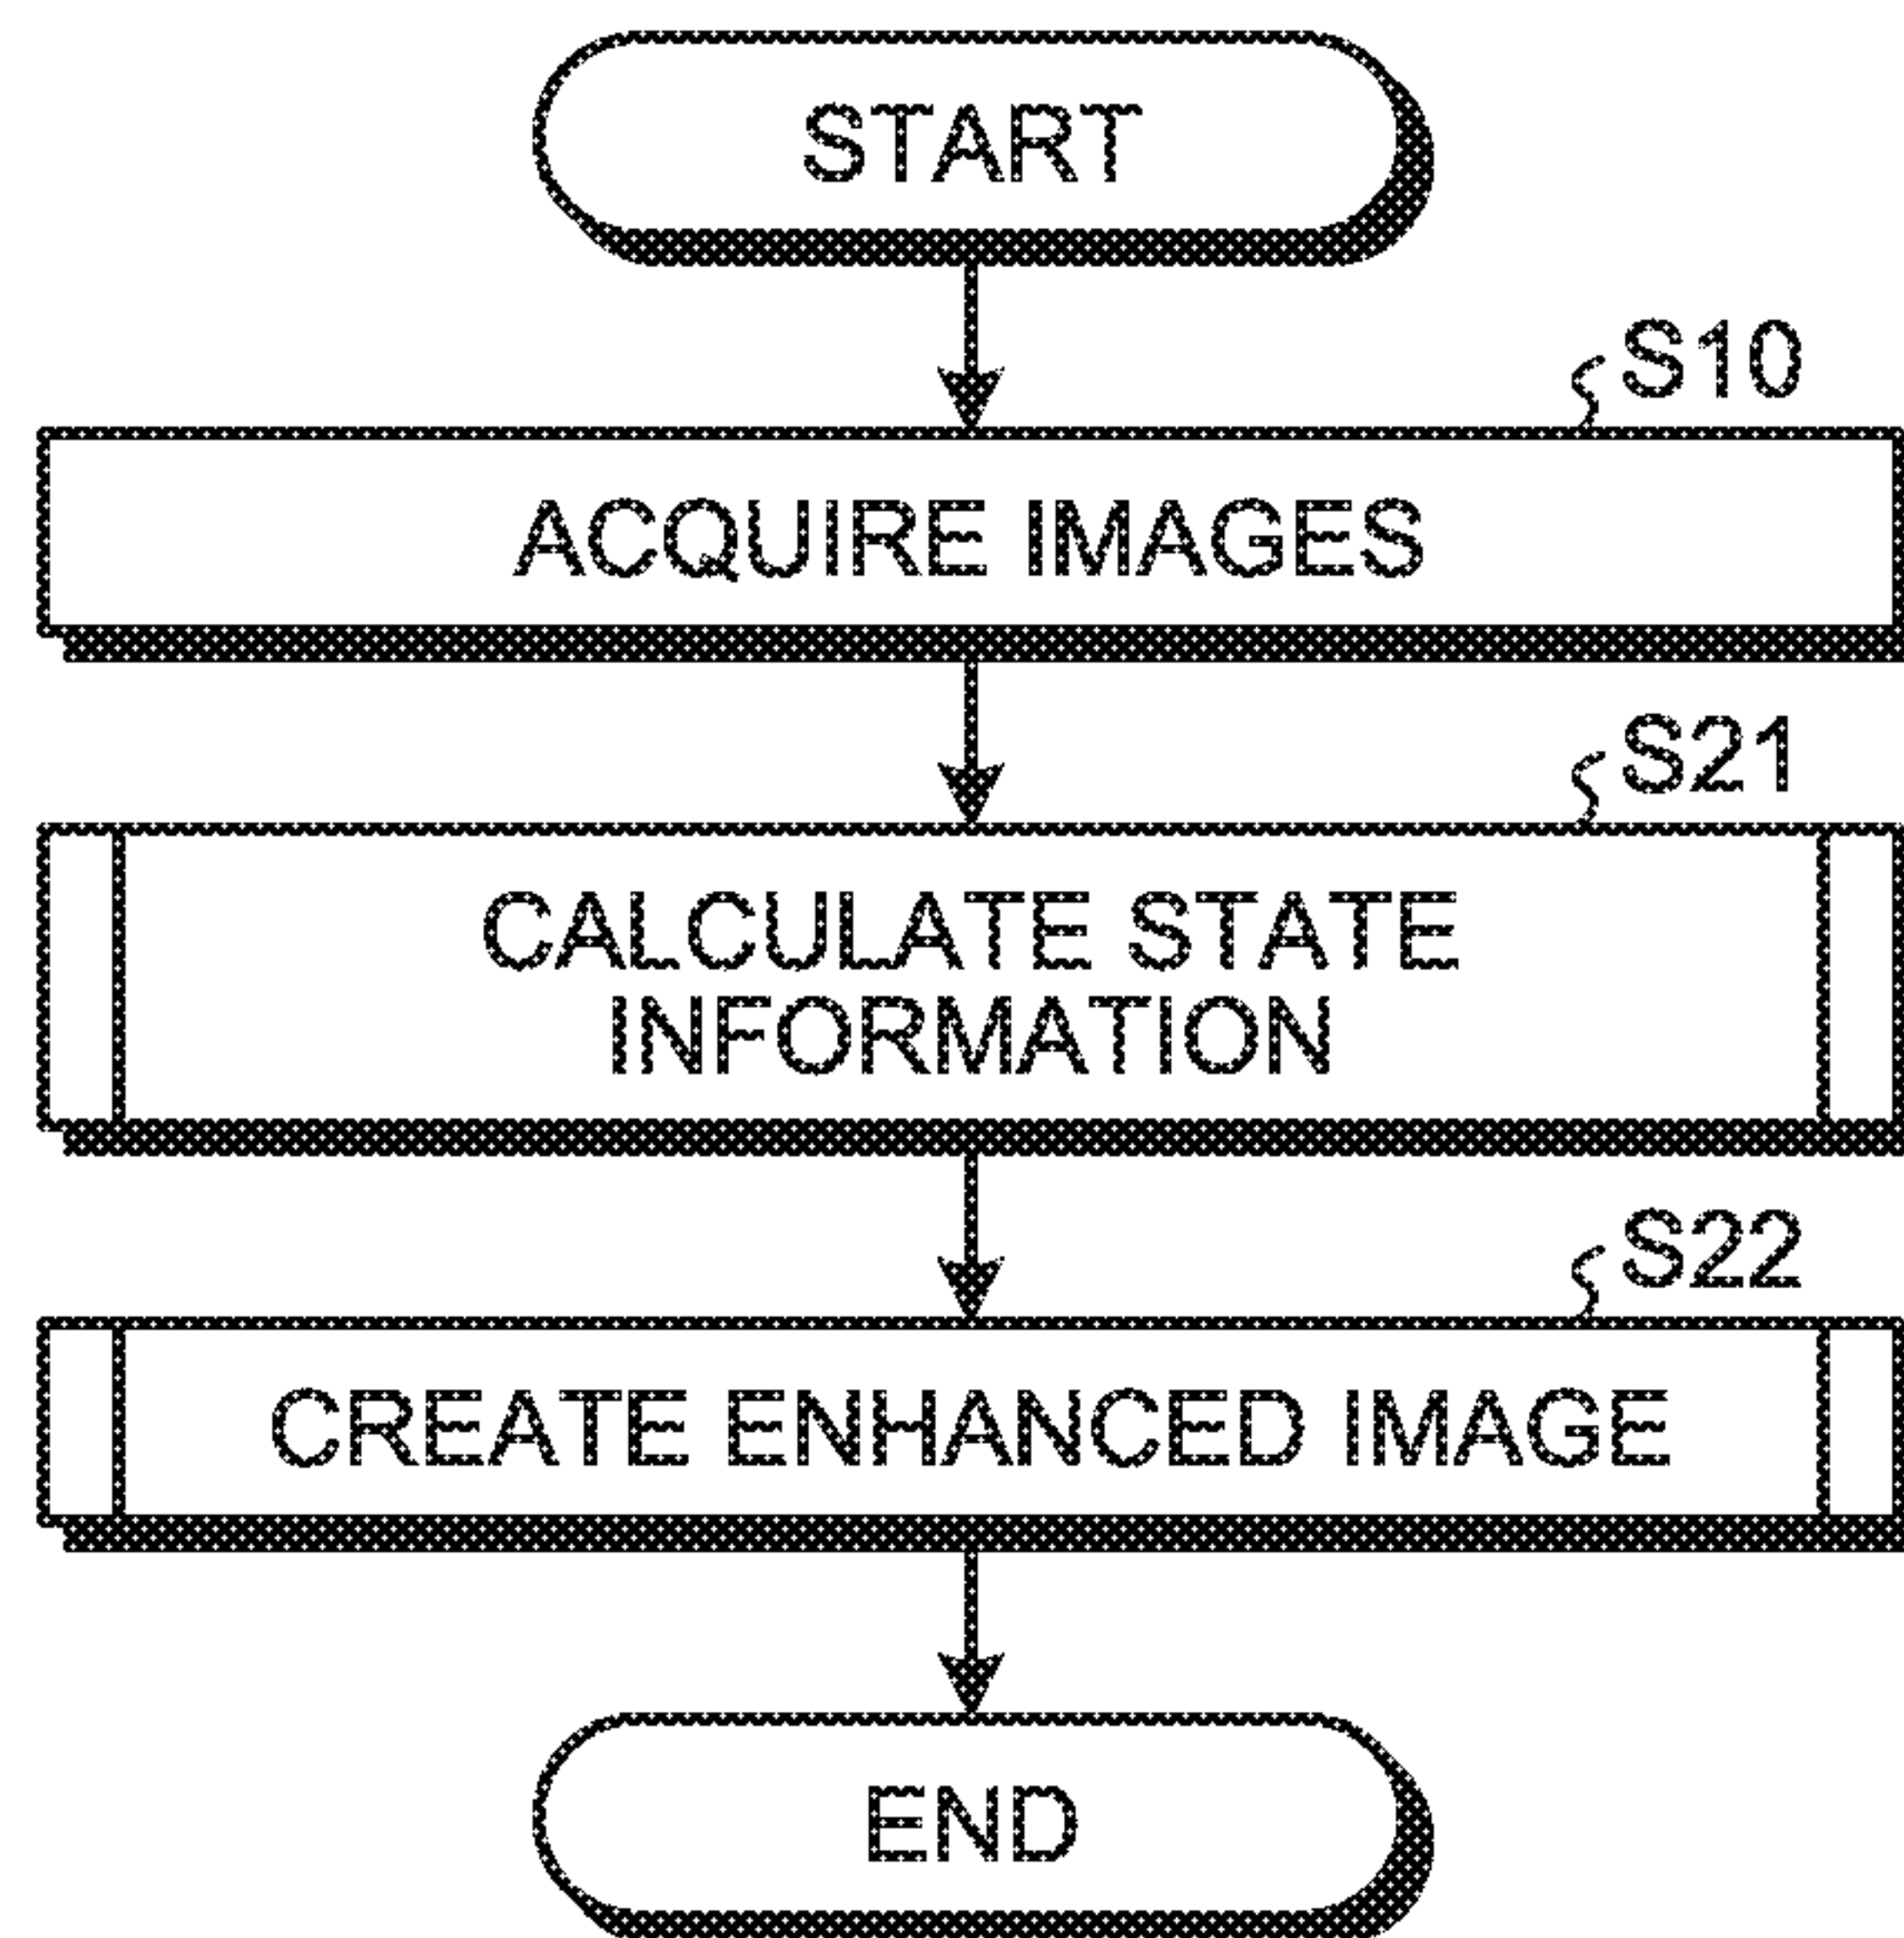 START
S10
ACQUIRE IMAGES
S21
CALCULATE STATE
INFORMATION
S22
CREATE ENHANCED IMAGE
END